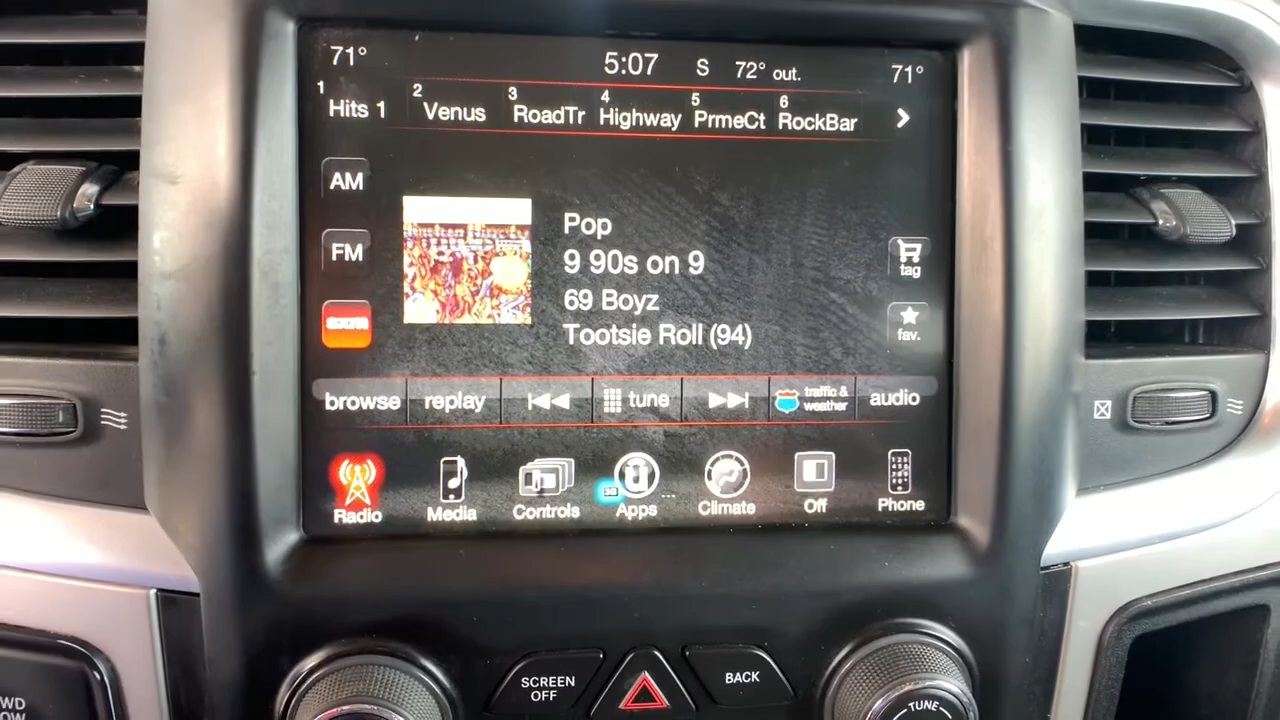 71°
5:07
S
72° out.
71°
1 Hits 1
2 Venus
3 RoadTr
4 Highway
5 PrmeCt
6 RockBar
AM
FM
sxm
Pop
9 90s on 9
69 Boyz
Tootsie Roll (94)
tag
fav.
browse
replay
tune
traffic &
weather
audio
Radio
Media
Controls
3G
Apps
Climate
Off
Phone
SCREEN
OFF
BACK
TUNE